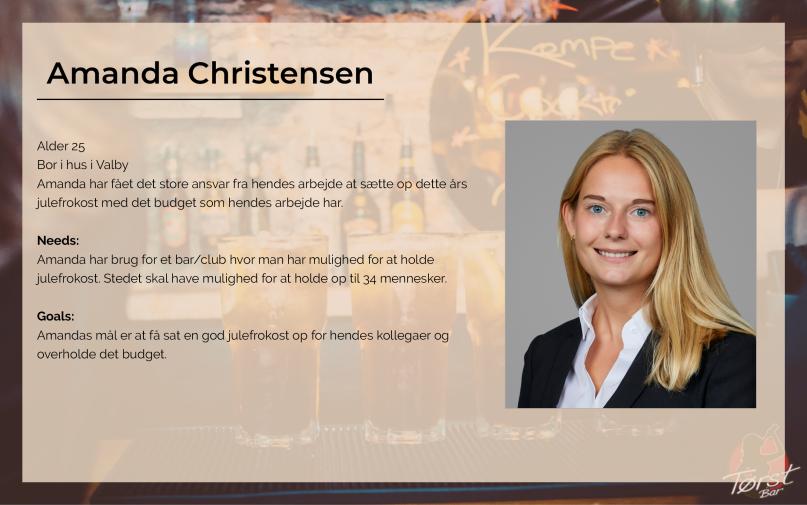 Kæmpe
Amanda Christensen
Alder 25
Bor i hus i Valby
Amanda har fået det store ansvar fra hendes arbejde at sætte op dette års
julefrokost med det budget som hendes arbejde har.
Needs:
Amanda har brug for et bar/club hvor man har mulighed for at holde
julefrokost. Stedet skal have mulighed for at holde op til 34 mennesker.
Goals:
Amandas mål er at få sat en god julefrokost op for hendes kollegaer og
overholde det budget.
Tørst
Bar